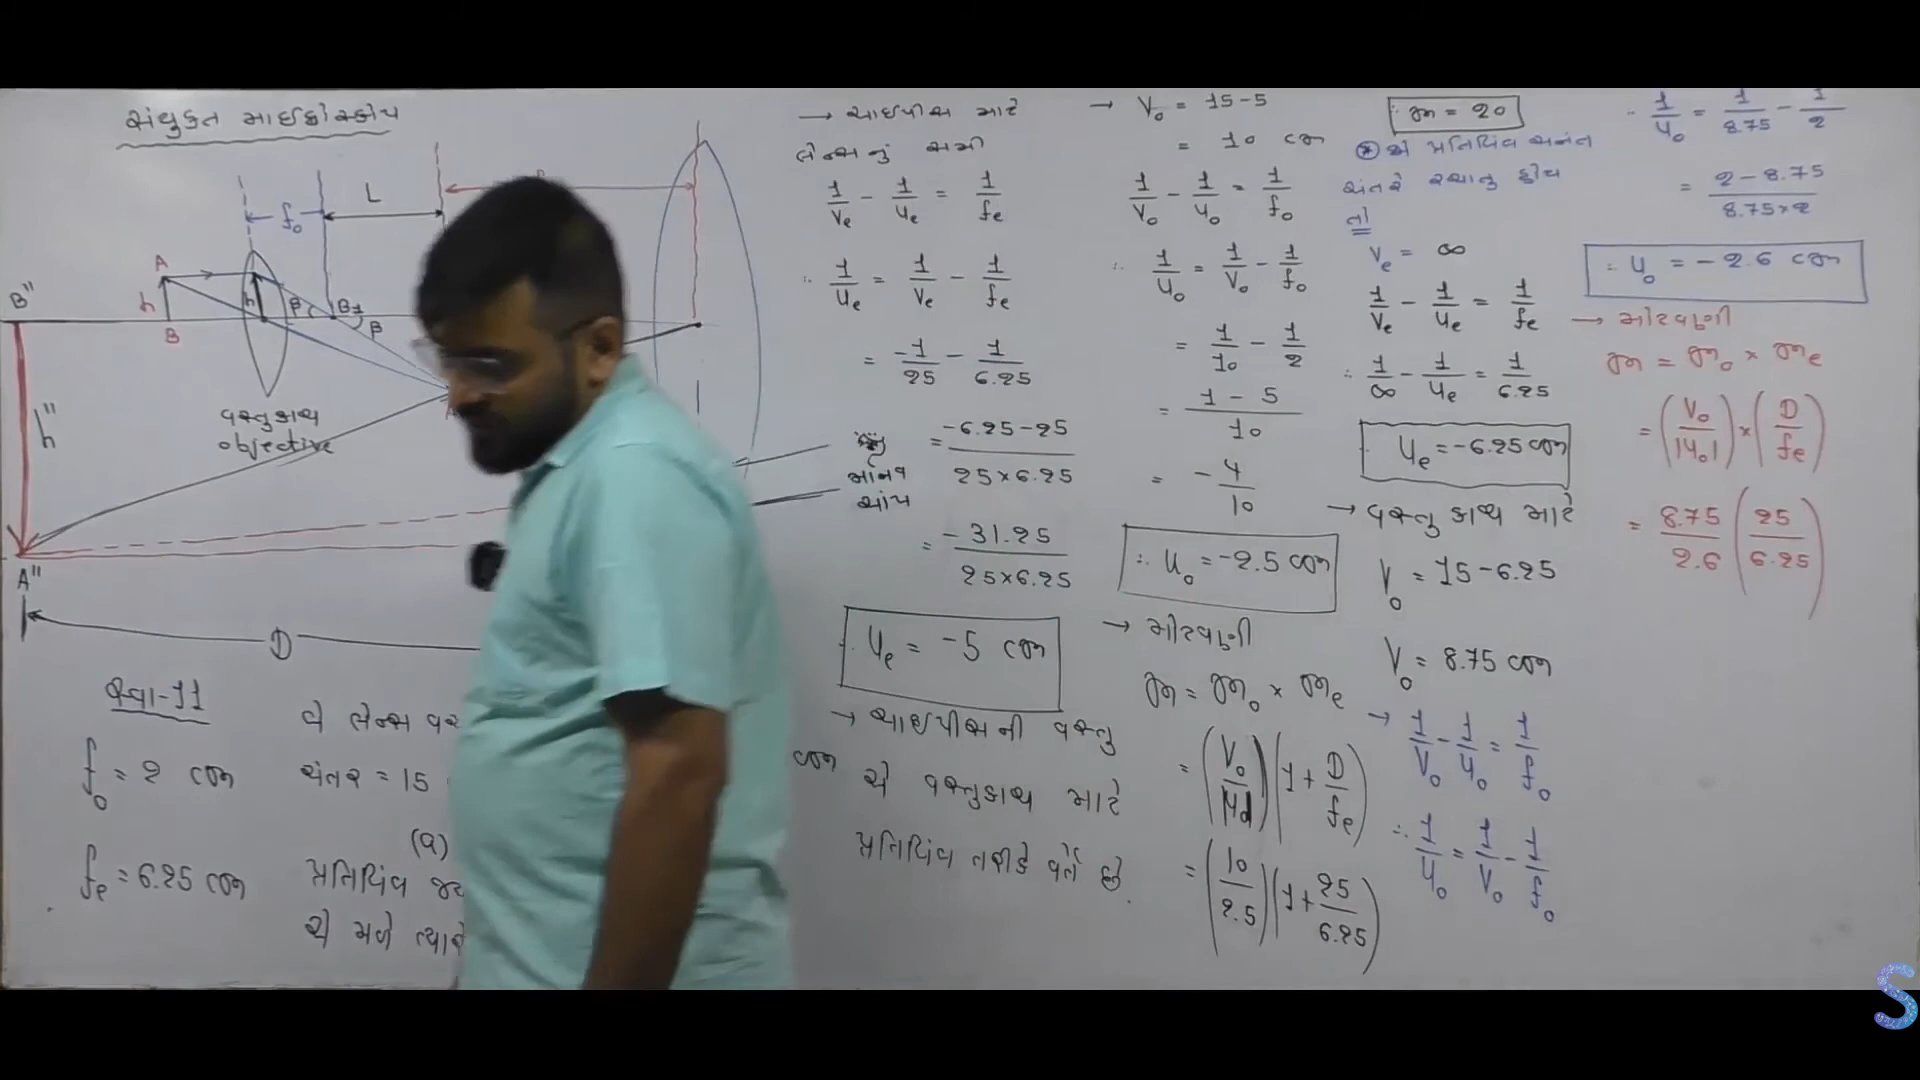 સંયુક્ત માઈક્રોસ્કોપ
f₀
L
A
h
B
h
β
B₁
β
B"
h"
A"
વસ્તુકાચ
objective
D
સ્વા-11
f₀ = 2 cm
fₑ = 6.25 cm
બે લેન્સ વચ્
અંતર = 15
(a)
પ્રતિબિંબ
એ મળે ત્યારે
→ આઇપીસ માટે
લેન્સનું સમી
1/Vₑ - 1/uₑ = 1/fₑ
∴ 1/uₑ = 1/Vₑ - 1/fₑ
= -1/25 - 1/6.25
= (-6.25-25)/(25×6.25)
માનવ
આંખ
= -31.25/(25×6.25)
∴ uₑ = -5 cm
→ આઇપીસ ની વસ્તુ
cm
એ વસ્તુકાચ માટે
પ્રતિબિંબ તરીકે વર્તે છે.
→ V₀ = 15-5
= 10 cm
1/V₀ - 1/u₀ = 1/f₀
∴ 1/u₀ = 1/V₀ - 1/f₀
= 1/10 - 1/2
= (1-5)/10
= -4/10
∴ u₀ = -2.5 cm
→ મોટવણી
m = m₀ × mₑ
= (V₀/|u₀|)(1 + D/fₑ)
= (10/2.5)(1 + 25/6.25)
∴ m = 20
* એ પ્રતિબિંબ અનંત
અંતરે રચાતુ હોય
તો
Vₑ = ∞
1/Vₑ - 1/uₑ = 1/fₑ
∴ 1/∞ - 1/uₑ = 1/6.25
uₑ = -6.25 cm
→ વસ્તુકાચ માટે
V₀ = 15-6.25
V₀ = 8.75 cm
→ 1/V₀ - 1/u₀ = 1/f₀
∴ 1/u₀ = 1/V₀ - 1/f₀
∴ 1/u₀ = 1/8.75 - 1/2
= (2-8.75)/(8.75×2)
∴ u₀ = -2.6 cm
→ મોટવણી
m = m₀ × mₑ
= (V₀/|u₀|) × (D/fₑ)
= 8.75/2.6 (25/6.25)
S